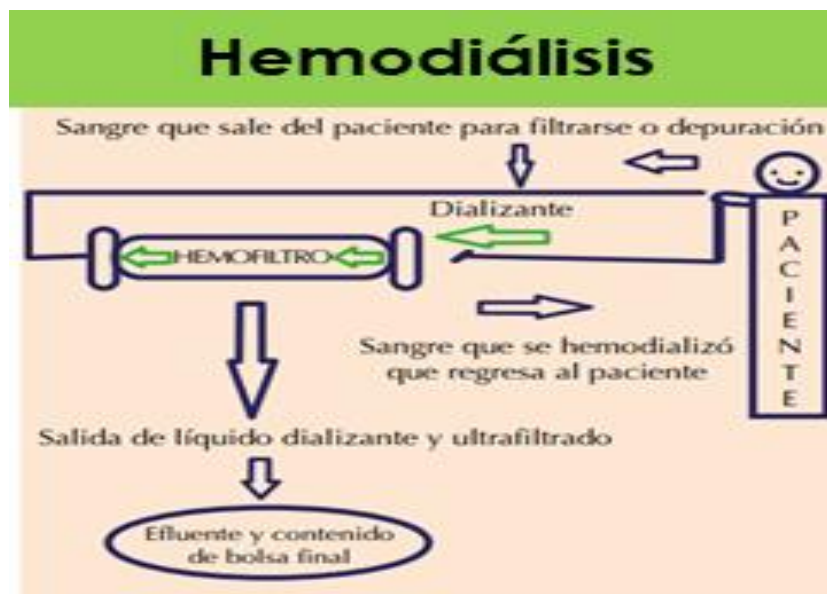 Hemodiálisis
Sangre que sale del paciente para filtrarse o depuración
Dializante
HEMOFILTRO
PACIENTE
Sangre que se hemodializó
que regresa al paciente
Salida de líquido dializante y ultrafiltrado
Efluente y contenido
de bolsa final